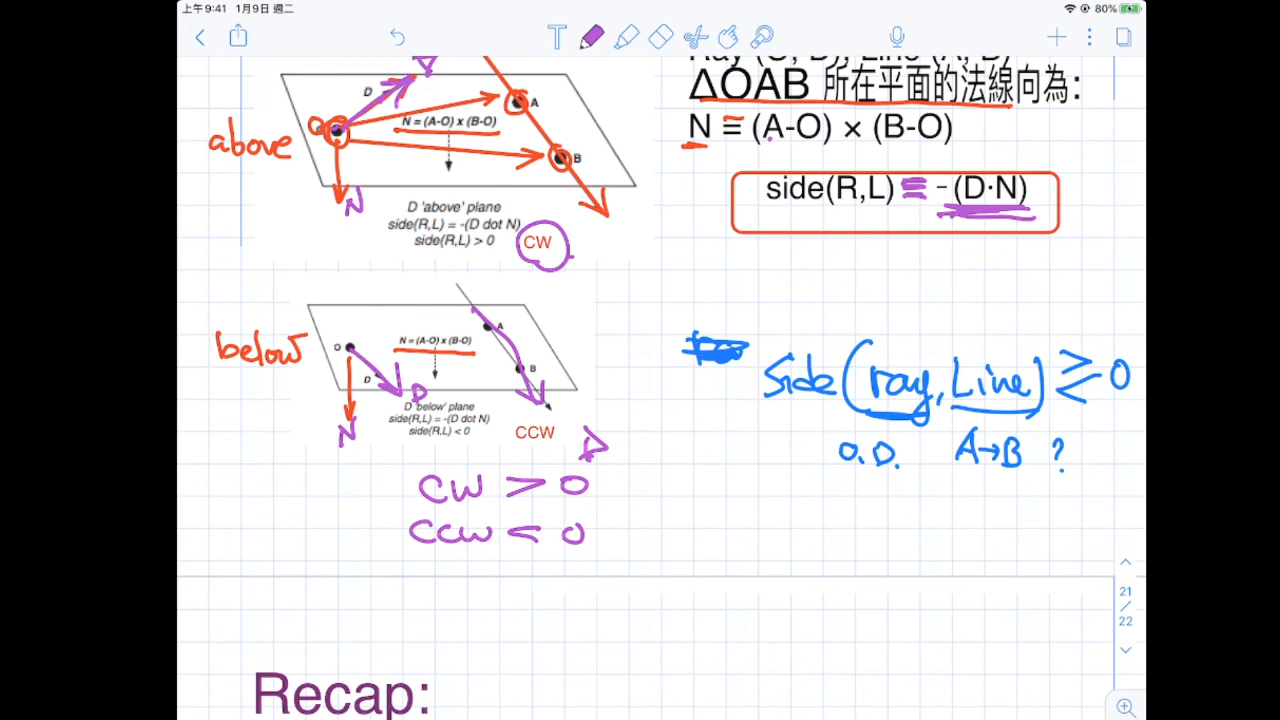 上午9:41 1月9日 週二
80%
Ray (O, D), Line (A, B)
ΔOAB 所在平面的法線向為:
N ≡ (A-O) × (B-O)
side(R,L) ≡ - (D·N)
above
D
O
A
N = (A-O) x (B-O)
B
N
D 'above' plane
side(R,L) = -(D dot N)
side(R,L) > 0
CW
below
O
A
N = (A-O) x (B-O)
B
D
D
N
D 'below' plane
side(R,L) = -(D dot N)
side(R,L) < 0
CCW
CW > 0
CCW < 0
Side(ray, Line) ≥≤ 0
O.D. A→B ?
21
/
22
Recap: